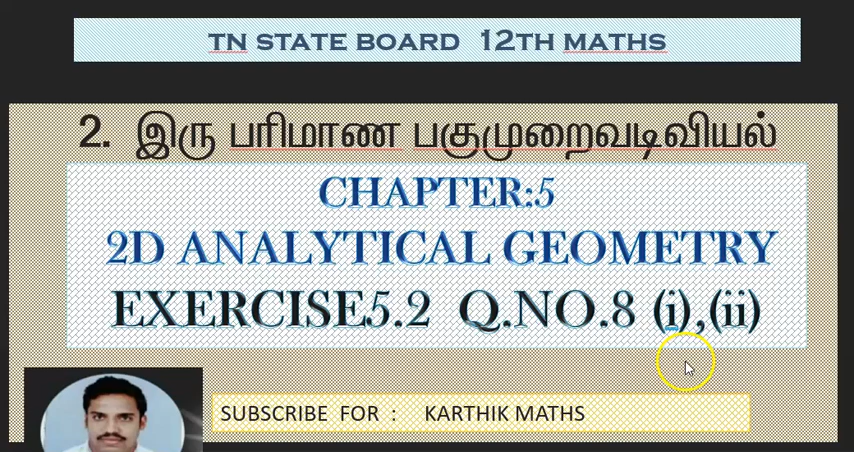 TN STATE BOARD 12TH MATHS
2. இரு பரிமாண பகுமுறைவடிவியல்
CHAPTER:5
2D ANALYTICAL GEOMETRY
EXERCISE5.2 Q.NO.8 (i),(ii)
SUBSCRIBE FOR : KARTHIK MATHS